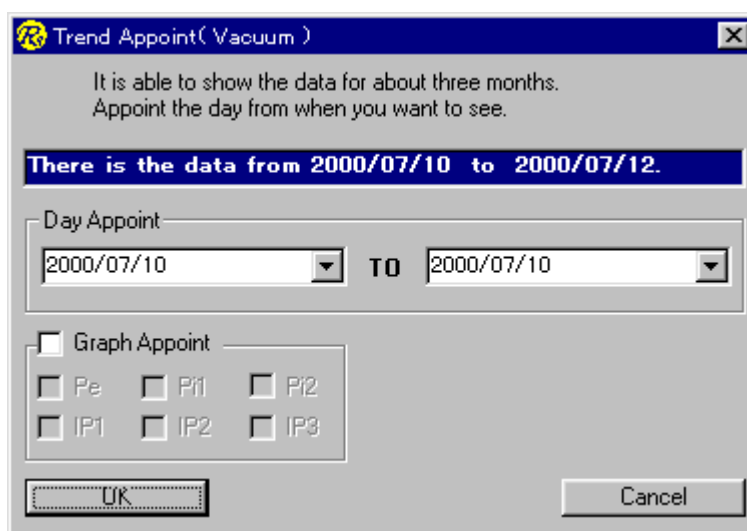 Trend Appoint( Vacuum )
It is able to show the data for about three months.
Appoint the day from when you want to see.
There is the data from 2000/07/10 to 2000/07/12.
Day Appoint
2000/07/10 TO 2000/07/10
Graph Appoint
Pe Pi1 Pi2
IP1 IP2 IP3
OK Cancel